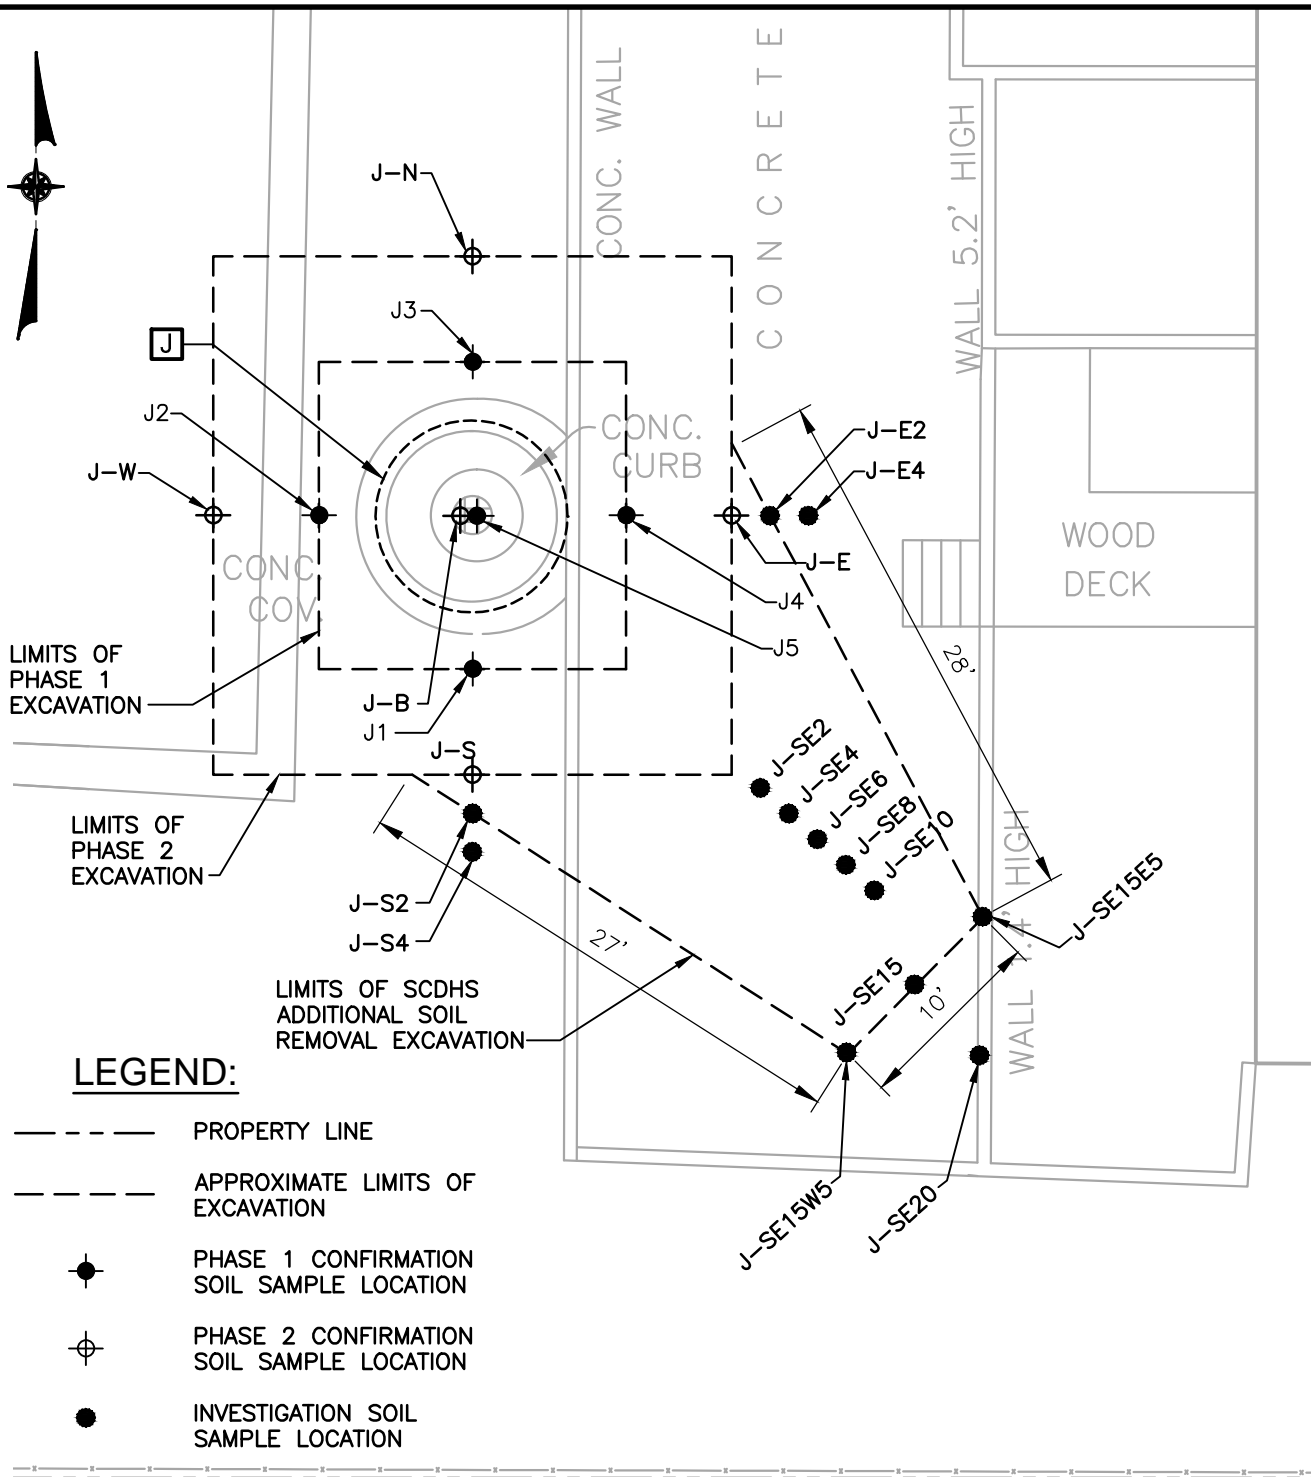 CONC. WALL
CONCRETE
WALL 5.2' HIGH
J-N
J3
J
J2
J-W
CONC.
CURB
J-E2
J-E4
J-E
WOOD
DECK
CONC.
COV.
J4
J5
28'
LIMITS OF
PHASE 1
EXCAVATION
J-B
J1
J-S
J-SE2
J-SE4
J-SE6
J-SE8
J-SE10
LIMITS OF
PHASE 2
EXCAVATION
J-S2
J-S4
27'
J-SE15E5
J-SE15
10'
WALL 1.4' HIGH
LIMITS OF SCDHS
ADDITIONAL SOIL
REMOVAL EXCAVATION
J-SE15W5
J-SE20
LEGEND:
PROPERTY LINE
APPROXIMATE LIMITS OF
EXCAVATION
PHASE 1 CONFIRMATION
SOIL SAMPLE LOCATION
PHASE 2 CONFIRMATION
SOIL SAMPLE LOCATION
INVESTIGATION SOIL
SAMPLE LOCATION